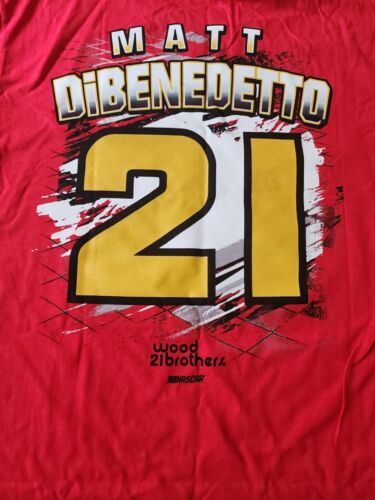 MATT
DiBENEDETTO
21
wood
21brothers
NASCAR